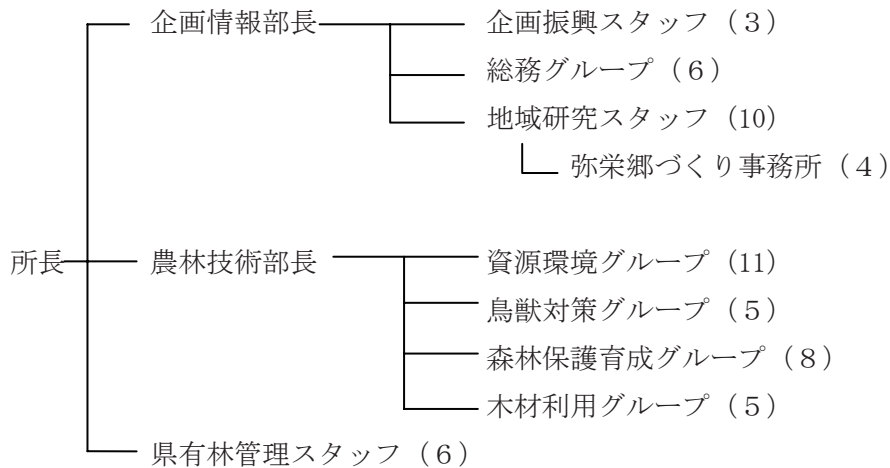 企画情報部長 企画振興スタッフ（３）
総務グループ（６）
地域研究スタッフ（10）
弥栄郷づくり事務所（４）
所長 農林技術部長 資源環境グループ（11）
鳥獣対策グループ（５）
森林保護育成グループ（８）
木材利用グループ（５）
県有林管理スタッフ（６）